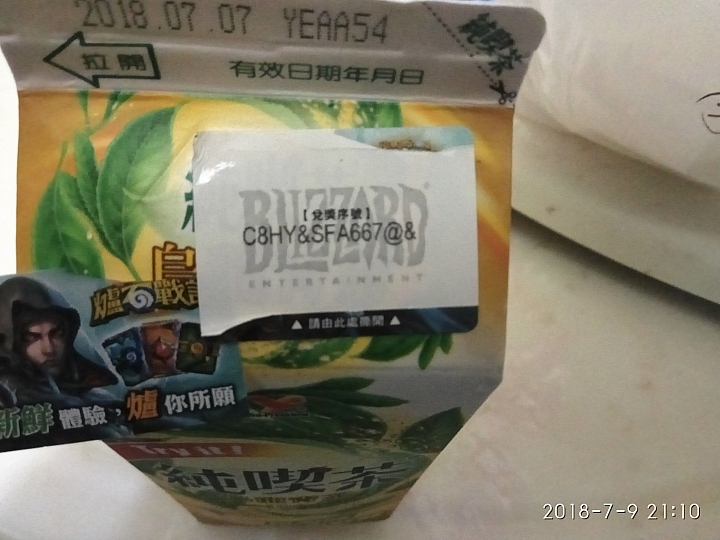 2018.07.07 YEAA54
純喫茶
拉開
有效日期年月日
BLIZZARD
ENTERTAINMENT
【兌獎序號】
C8HY&SFA667@&
▲ 請由此處撕開 ▲
爐石戰記
新鮮 體驗,爐 你所願
純喫茶
2018-7-9 21:10